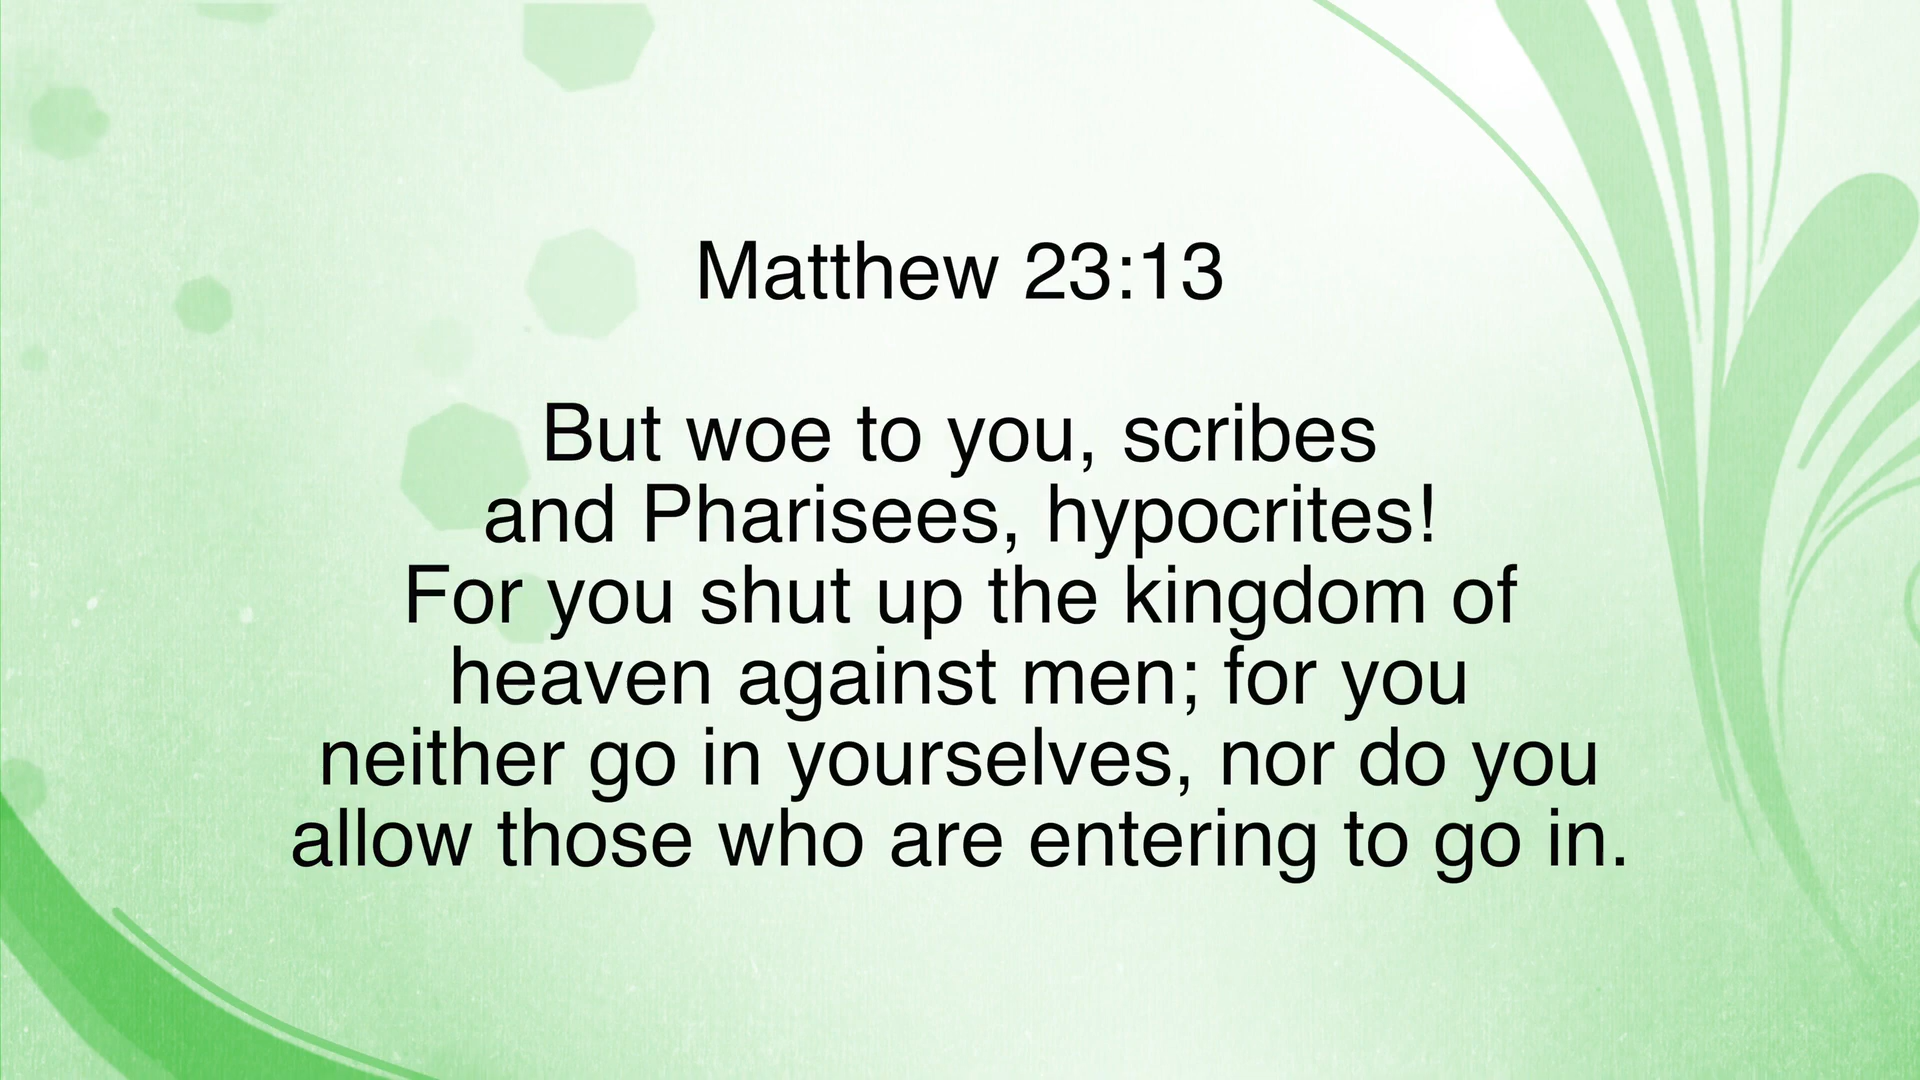 Matthew 23:13
But woe to you, scribes
and Pharisees, hypocrites!
For you shut up the kingdom of
heaven against men; for you
neither go in yourselves, nor do you
allow those who are entering to go in.